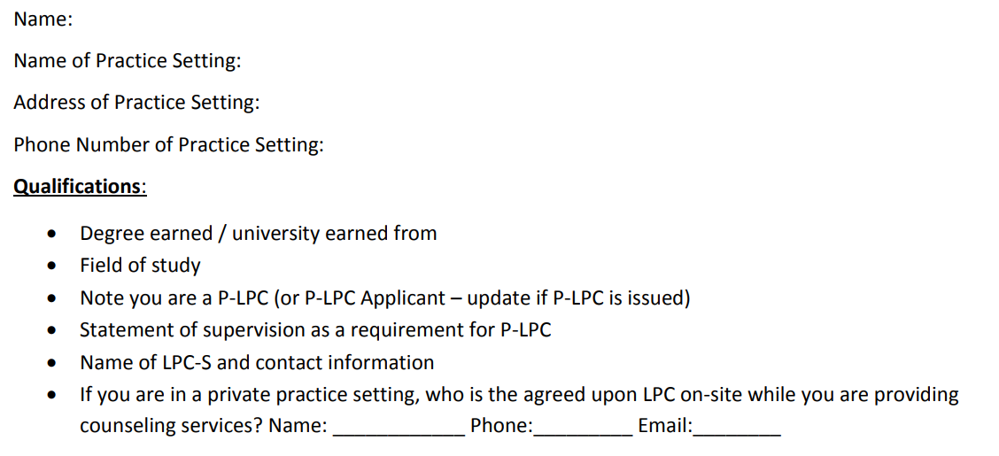 Name:
Name of Practice Setting:
Address of Practice Setting:
Phone Number of Practice Setting:
Qualifications:
• Degree earned / university earned from
• Field of study
• Note you are a P-LPC (or P-LPC Applicant – update if P-LPC is issued)
• Statement of supervision as a requirement for P-LPC
• Name of LPC-S and contact information
• If you are in a private practice setting, who is the agreed upon LPC on-site while you are providing
counseling services? Name: ____________ Phone:_________ Email:________